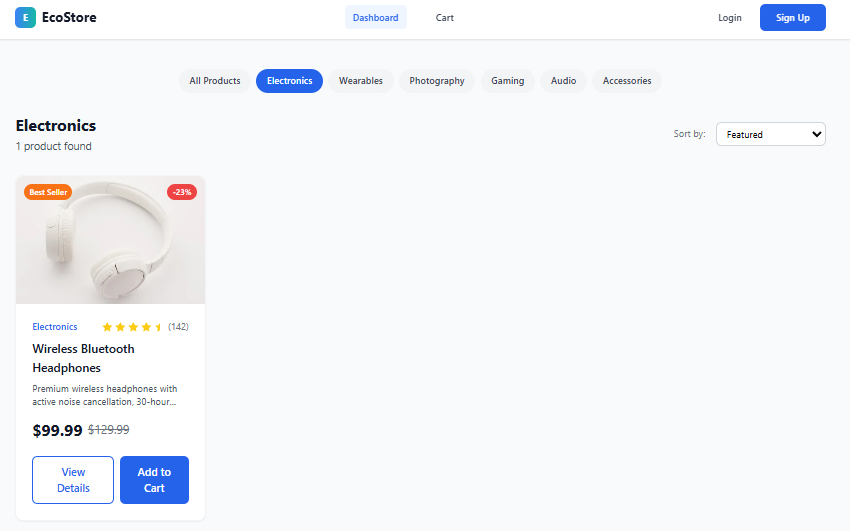 E EcoStore Dashboard Cart Login Sign Up
All Products Electronics Wearables Photography Gaming Audio Accessories
Electronics
1 product found
Sort by: Featured
Best Seller -23%
Electronics (142)
Wireless Bluetooth
Headphones
Premium wireless headphones with
active noise cancellation, 30-hour...
$99.99 $129.99
View
Details
Add to
Cart